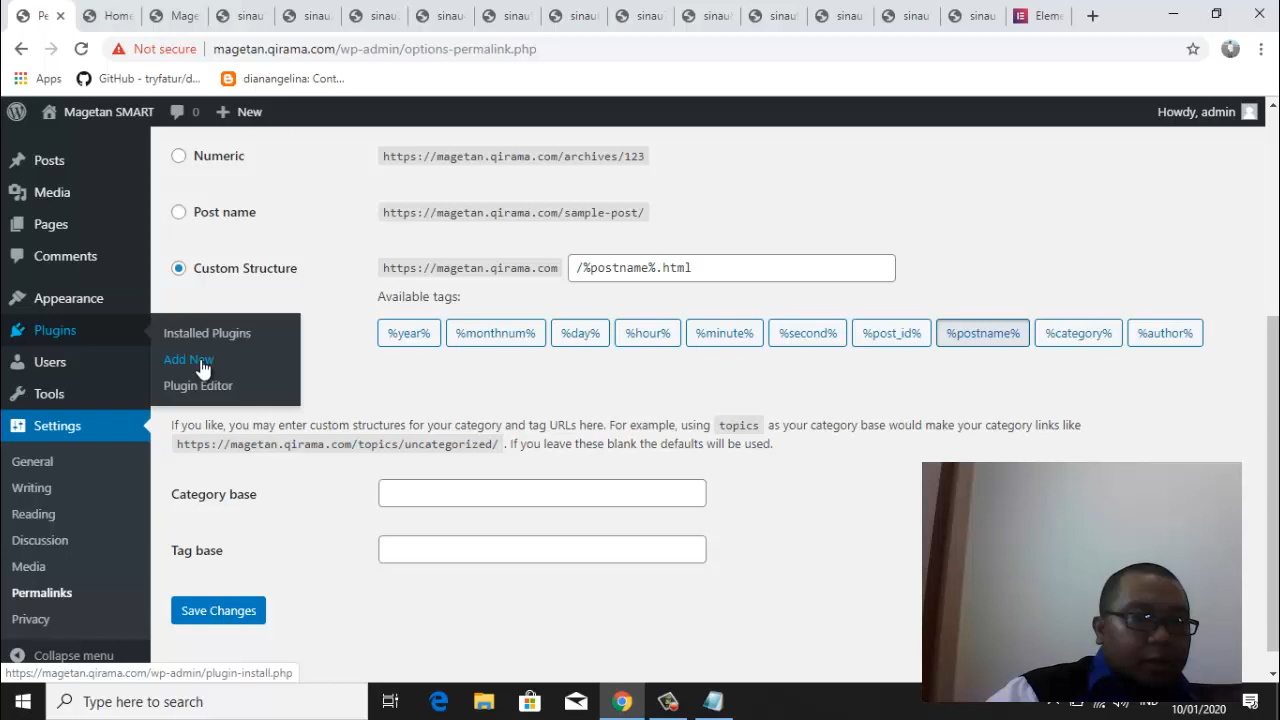 Pe
Home
Mage
sinau
sinau
sinau
sinau
sinau
sinau
sinau
sinau
sinau
sinau
sinau
sinau
Eleme
Not secure magetan.qirama.com/wp-admin/options-permalink.php
Apps GitHub - tryfatur/d... dianangelina: Cont...
Magetan SMART 0 New Howdy, admin
Posts
Media
Pages
Comments
Appearance
Plugins
Users
Tools
Settings
General
Writing
Reading
Discussion
Media
Permalinks
Privacy
Collapse menu
Installed Plugins
Add New
Plugin Editor
Numeric https://magetan.qirama.com/archives/123
Post name https://magetan.qirama.com/sample-post/
Custom Structure https://magetan.qirama.com /%postname%.html
Available tags:
%year% %monthnum% %day% %hour% %minute% %second% %post_id% %postname% %category% %author%
If you like, you may enter custom structures for your category and tag URLs here. For example, using topics as your category base would make your category links like
https://magetan.qirama.com/topics/uncategorized/ . If you leave these blank the defaults will be used.
Category base
Tag base
Save Changes
https://magetan.qirama.com/wp-admin/plugin-install.php
Type here to search
IND
10/01/2020